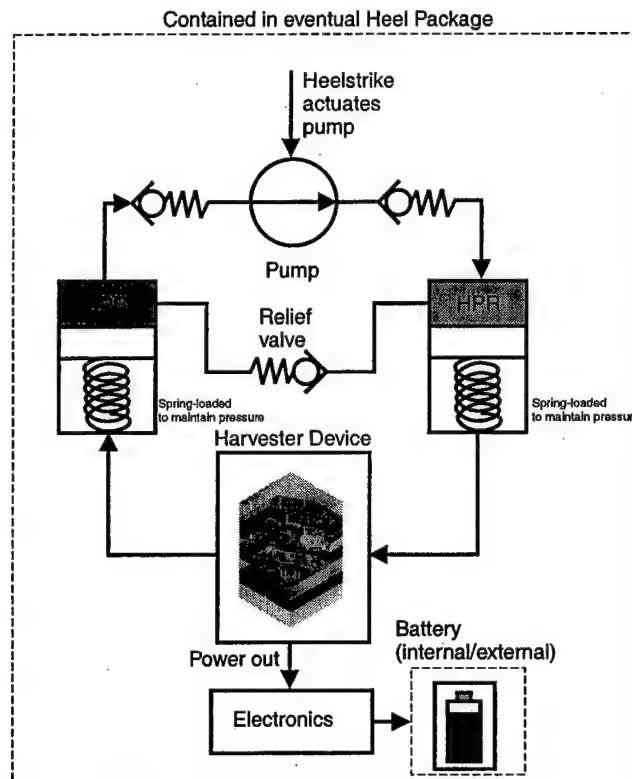 Contained in eventual Heel Package
Heelstrike
actuates
pump
Pump
HPR
Relief
valve
Spring-loaded
to maintain pressure
Spring-loaded
to maintain pressure
Harvester Device
Power out
Battery
(internal/external)
Electronics